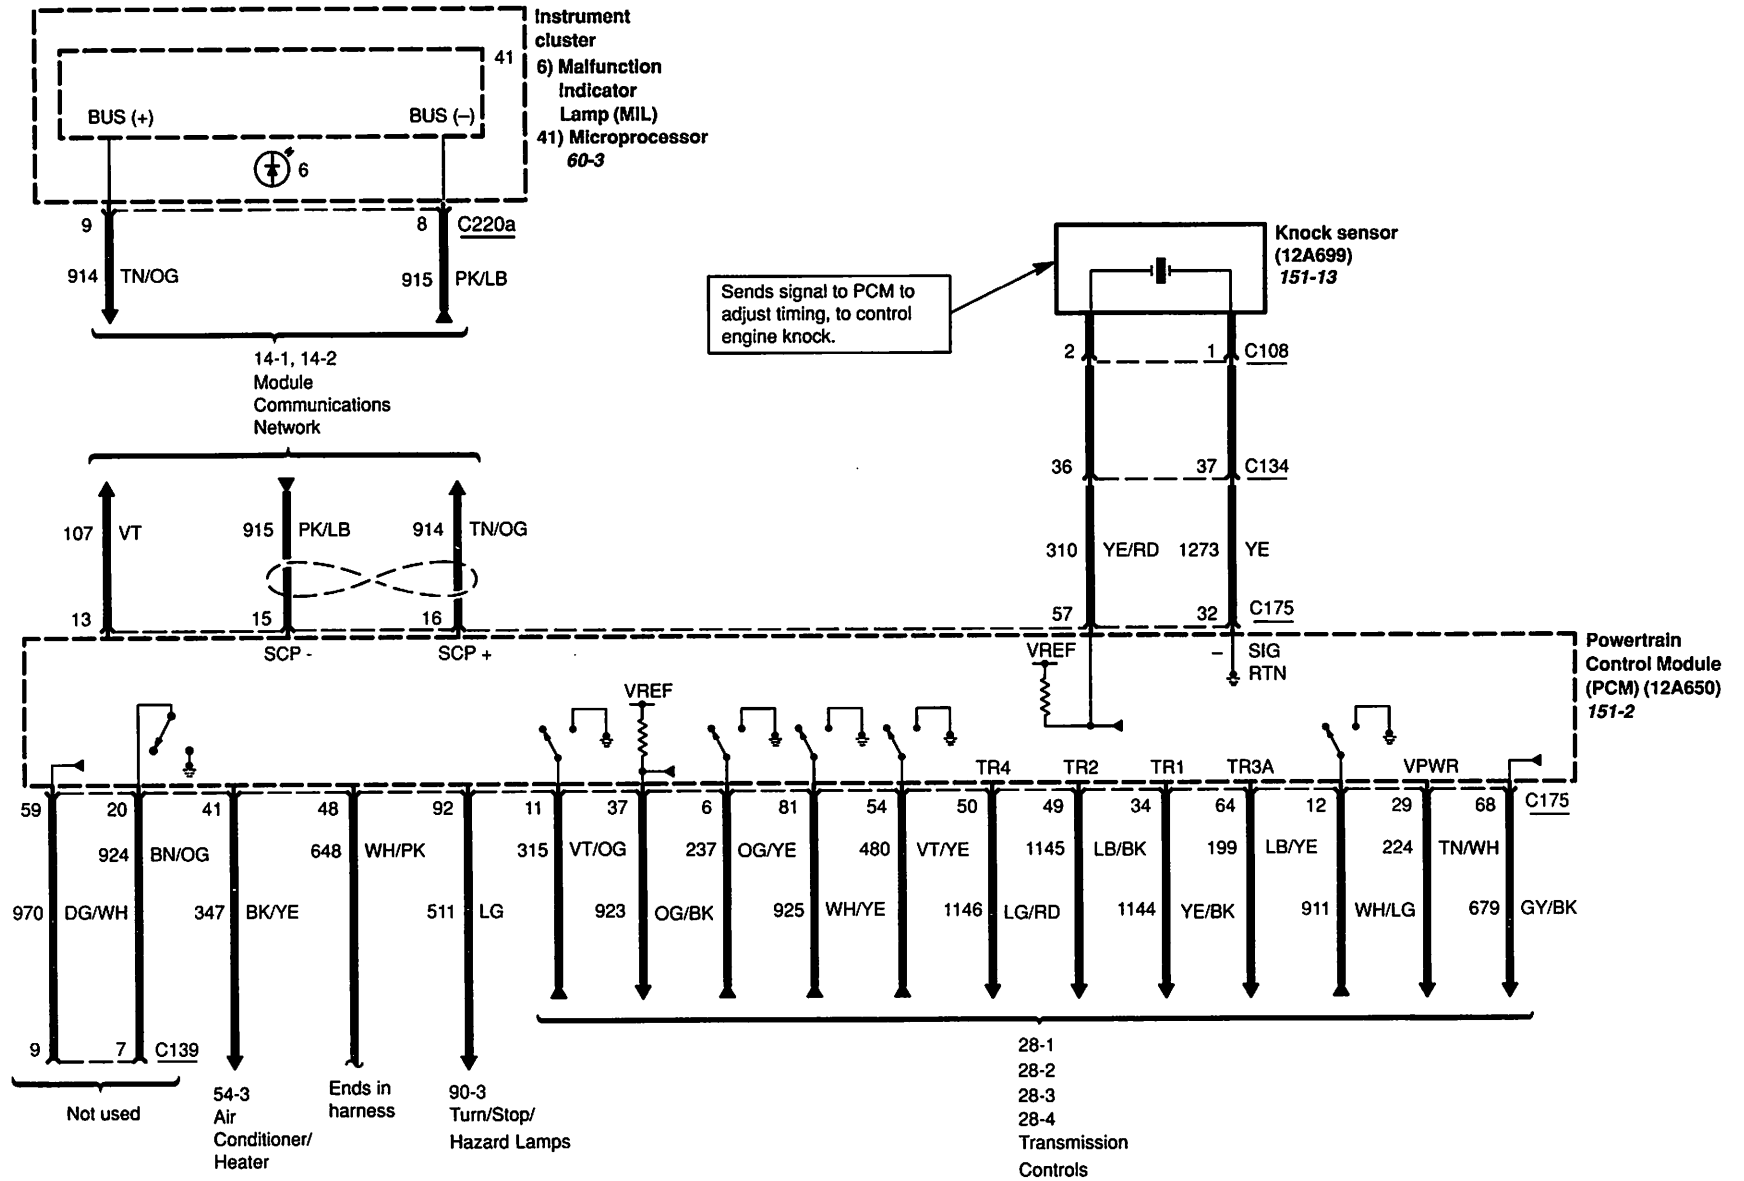 Instrument
cluster
6) Malfunction
Indicator
Lamp (MIL)
41) Microprocessor
60-3
41
BUS (+)
BUS (–)
6
9
8
C220a
914
TN/OG
915
PK/LB
14-1, 14-2
Module
Communications
Network
Knock sensor
(12A699)
151-13
Sends signal to PCM to
adjust timing, to control
engine knock.
2
1
C108
36
37
C134
107
VT
915
PK/LB
914
TN/OG
310
YE/RD
1273
YE
13
15
16
57
32
C175
SCP -
SCP +
VREF
–
SIG
RTN
Powertrain
Control Module
(PCM) (12A650)
151-2
VREF
TR4
TR2
TR1
TR3A
VPWR
59
20
41
48
92
11
37
6
81
54
50
49
34
64
12
29
68
C175
924
BN/OG
648
WH/PK
315
VT/OG
237
OG/YE
480
VT/YE
1145
LB/BK
199
LB/YE
224
TN/WH
970
DG/WH
347
BK/YE
511
LG
923
OG/BK
925
WH/YE
1146
LG/RD
1144
YE/BK
911
WH/LG
679
GY/BK
9
7
C139
Not used
54-3
Air
Conditioner/
Heater
Ends in
harness
90-3
Turn/Stop/
Hazard Lamps
28-1
28-2
28-3
28-4
Transmission
Controls